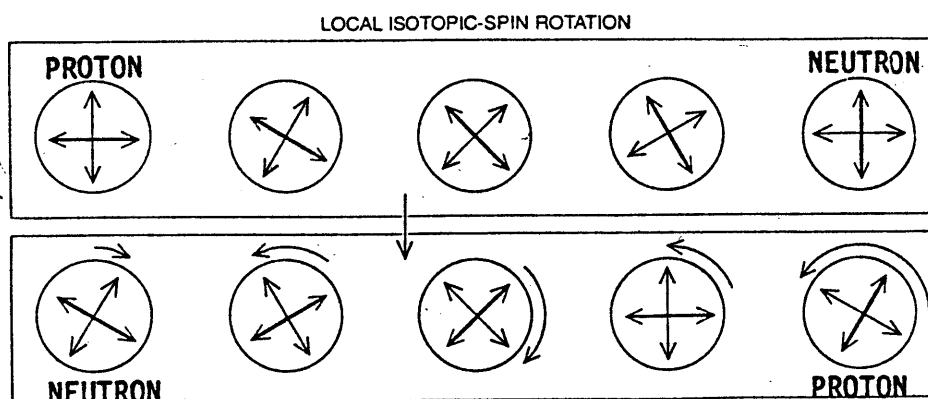 LOCAL ISOTOPIC-SPIN ROTATION
PROTON
NEUTRON
NEUTRON
PROTON